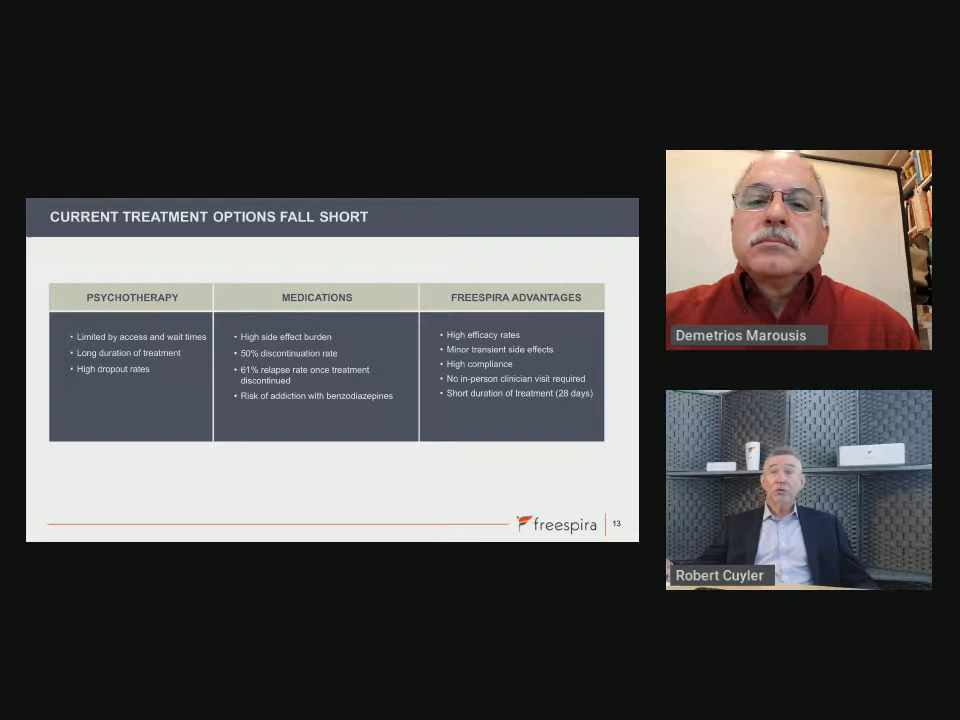 CURRENT TREATMENT OPTIONS FALL SHORT
PSYCHOTHERAPY
• Limited by access and wait times
• Long duration of treatment
• High dropout rates
MEDICATIONS
• High side effect burden
• 50% discontinuation rate
• 61% relapse rate once treatment
discontinued
• Risk of addiction with benzodiazepines
FREESPIRA ADVANTAGES
• High efficacy rates
• Minor transient side effects
• High compliance
• No in-person clinician visit required
• Short duration of treatment (28 days)
freespira
13
Demetrios Marousis
Robert Cuyler